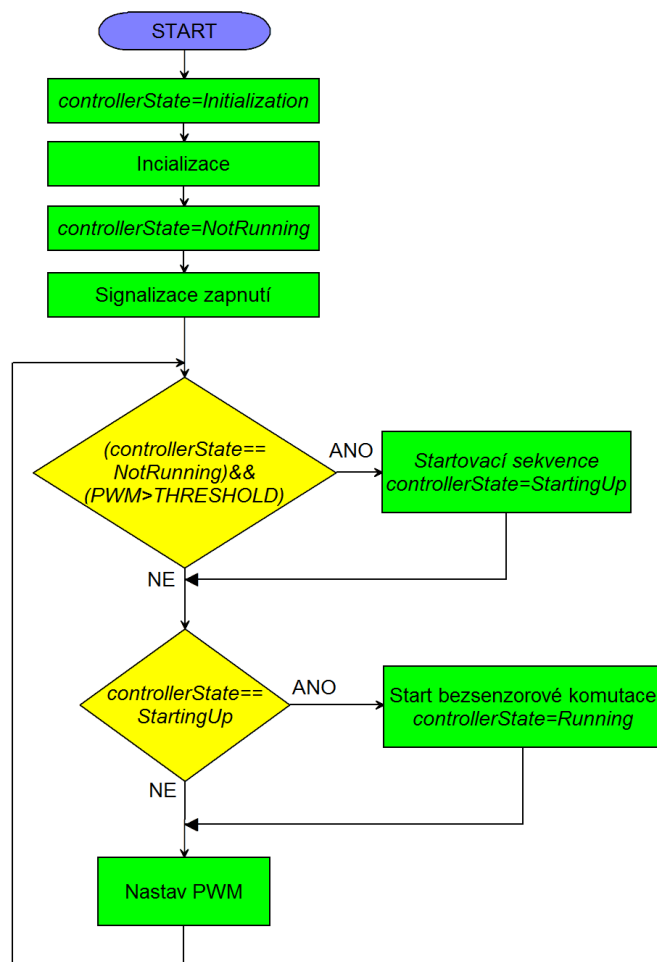 START
controllerState=Initialization
Incializace
controllerState=NotRunning
Signalizace zapnutí
(controllerState==
NotRunning)&&
(PWM>THRESHOLD)
ANO
Startovací sekvence
controllerState=StartingUp
NE
controllerState==
StartingUp
ANO
Start bezsenzorové komutace
controllerState=Running
NE
Nastav PWM